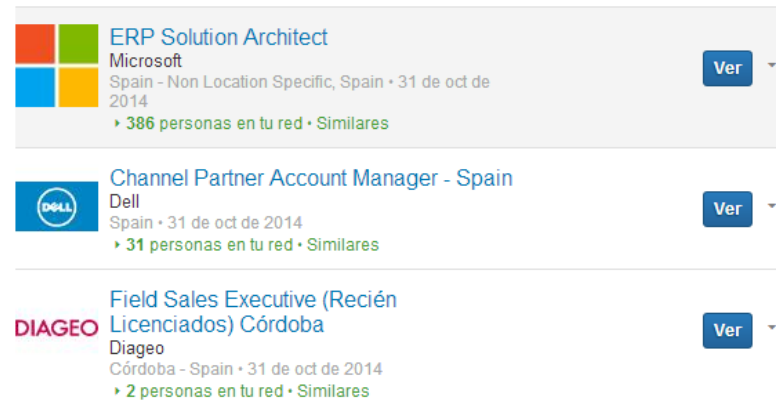 ERP Solution Architect
Microsoft
Spain - Non Location Specific, Spain • 31 de oct de
2014
‣ 386 personas en tu red • Similares
Ver
Channel Partner Account Manager - Spain
DELL
Dell
Spain • 31 de oct de 2014
‣ 31 personas en tu red • Similares
Ver
Field Sales Executive (Recién
DIAGEO
Licenciados) Córdoba
Diageo
Córdoba - Spain • 31 de oct de 2014
‣ 2 personas en tu red • Similares
Ver